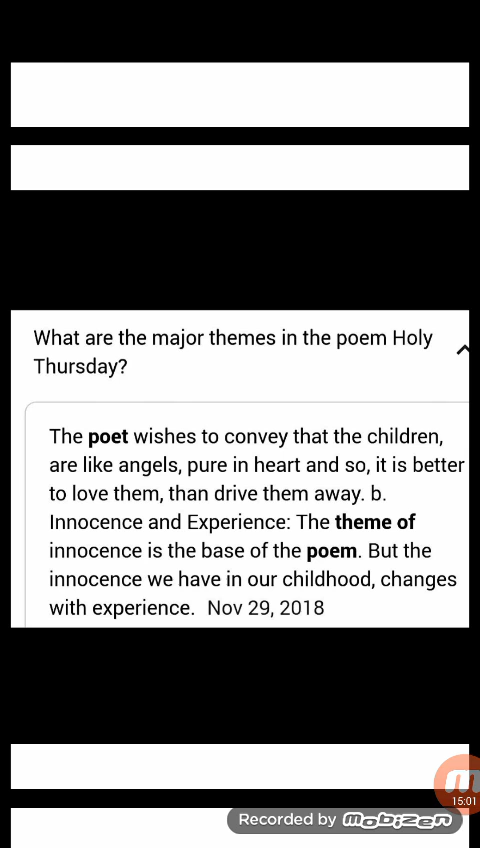 What are the major themes in the poem Holy
Thursday?
The poet wishes to convey that the children,
are like angels, pure in heart and so, it is better
to love them, than drive them away. b.
Innocence and Experience: The theme of
innocence is the base of the poem. But the
innocence we have in our childhood, changes
with experience. Nov 29, 2018
15:01
Recorded by mobizen